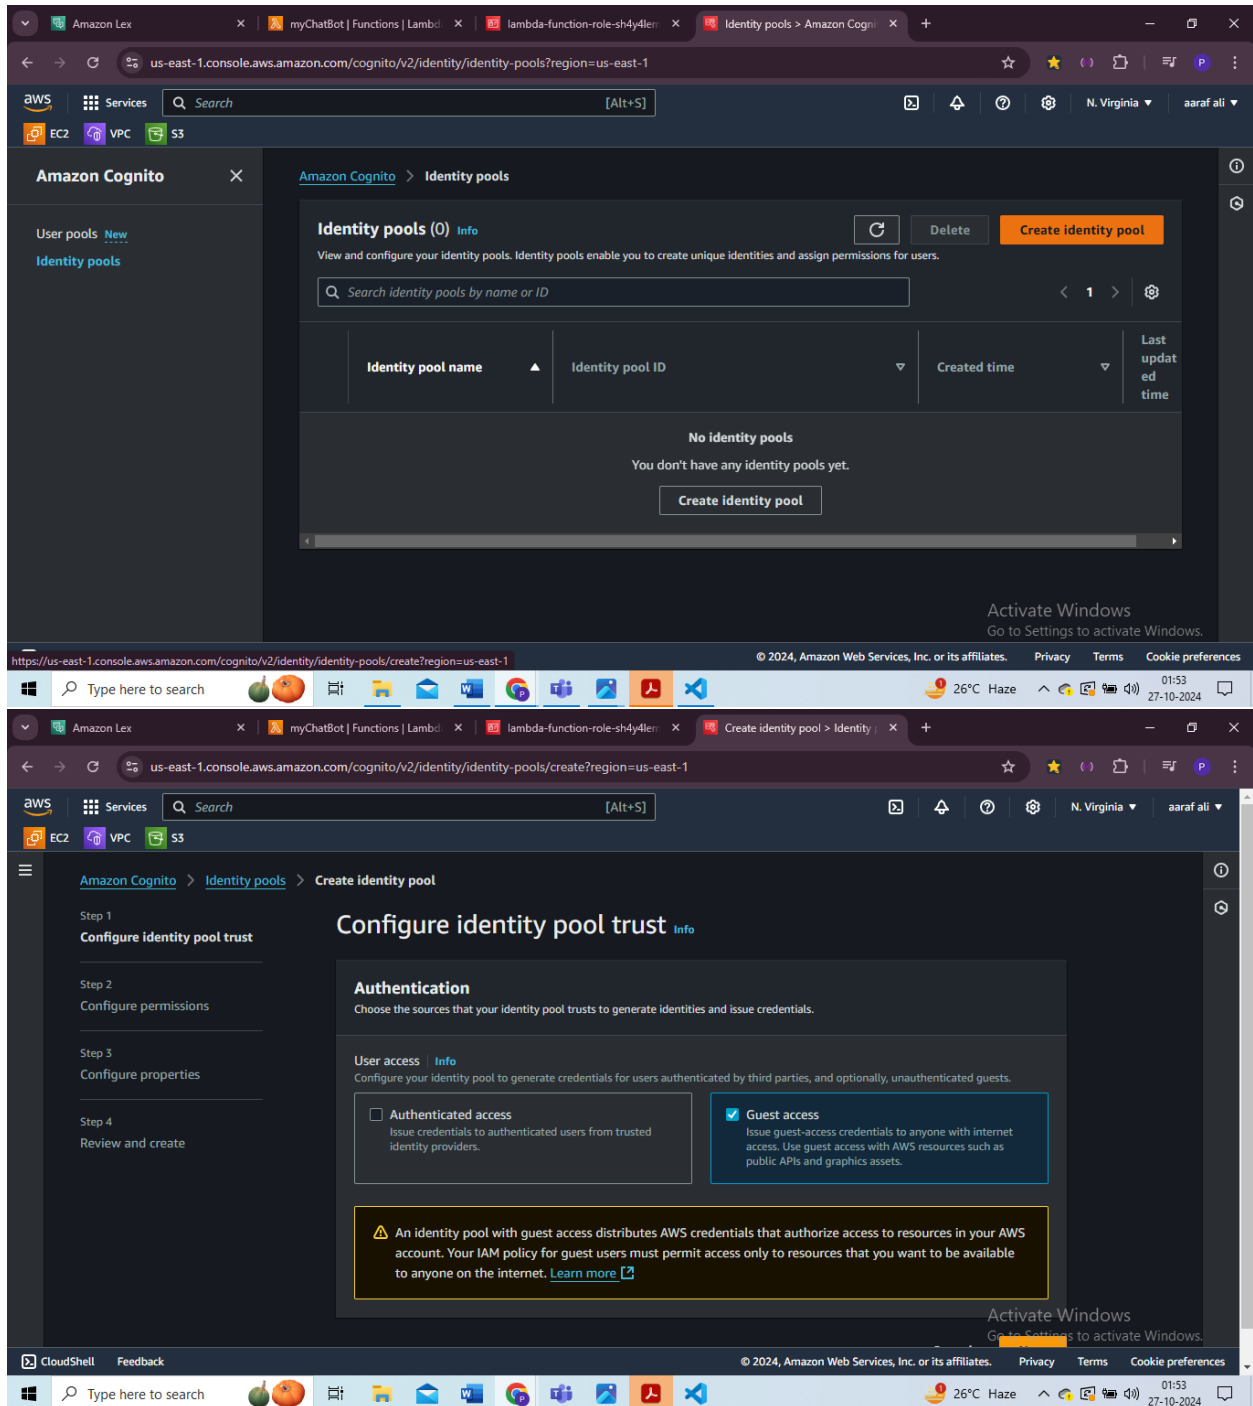 Amazon Lex
myChatBot | Functions | Lambd
lambda-function-role-sh4y4lem
Identity pools > Amazon Cogni
us-east-1.console.aws.amazon.com/cognito/v2/identity/identity-pools?region=us-east-1
P
aws
Services
Search
[Alt+S]
N. Virginia
aaraf ali
EC2
VPC
S3
Amazon Cognito
User pools New
Identity pools
Amazon Cognito > Identity pools
Identity pools (0) Info
Delete
Create identity pool
View and configure your identity pools. Identity pools enable you to create unique identities and assign permissions for users.
Search identity pools by name or ID
1
Identity pool name
Identity pool ID
Created time
Last
updat
ed
time
No identity pools
You don't have any identity pools yet.
Create identity pool
Activate Windows
Go to Settings to activate Windows.
https://us-east-1.console.aws.amazon.com/cognito/v2/identity/identity-pools/create?region=us-east-1
© 2024, Amazon Web Services, Inc. or its affiliates.
Privacy
Terms
Cookie preferences
Type here to search
26°C Haze
01:53
27-10-2024
Amazon Lex
myChatBot | Functions | Lambd
lambda-function-role-sh4y4lem
Create identity pool > Identity
us-east-1.console.aws.amazon.com/cognito/v2/identity/identity-pools/create?region=us-east-1
P
aws
Services
Search
[Alt+S]
N. Virginia
aaraf ali
EC2
VPC
S3
Amazon Cognito > Identity pools > Create identity pool
Step 1
Configure identity pool trust
Step 2
Configure permissions
Step 3
Configure properties
Step 4
Review and create
Configure identity pool trust Info
Authentication
Choose the sources that your identity pool trusts to generate identities and issue credentials.
User access Info
Configure your identity pool to generate credentials for users authenticated by third parties, and optionally, unauthenticated guests.
Authenticated access
Issue credentials to authenticated users from trusted
identity providers.
Guest access
Issue guest-access credentials to anyone with internet
access. Use guest access with AWS resources such as
public APIs and graphics assets.
An identity pool with guest access distributes AWS credentials that authorize access to resources in your AWS
account. Your IAM policy for guest users must permit access only to resources that you want to be available
to anyone on the internet. Learn more
Activate Windows
Go to Settings to activate Windows.
CloudShell
Feedback
© 2024, Amazon Web Services, Inc. or its affiliates.
Privacy
Terms
Cookie preferences
Type here to search
26°C Haze
01:53
27-10-2024